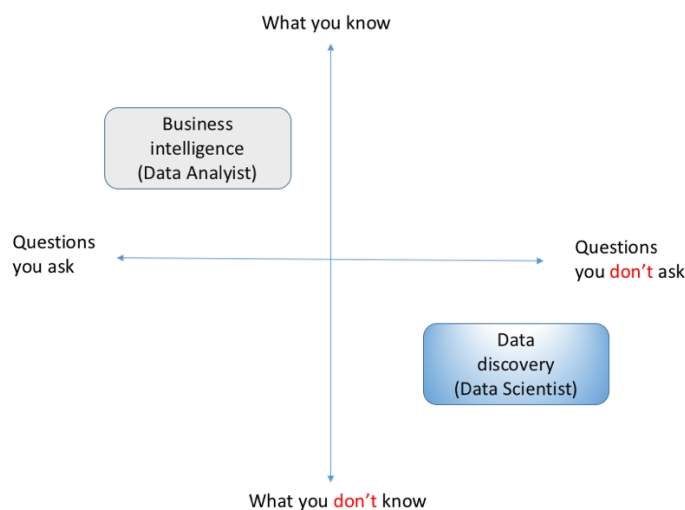 What you know
Business
intelligence
(Data Analyist)
Questions
you ask
Questions
you don't ask
Data
discovery
(Data Scientist)
What you don't know